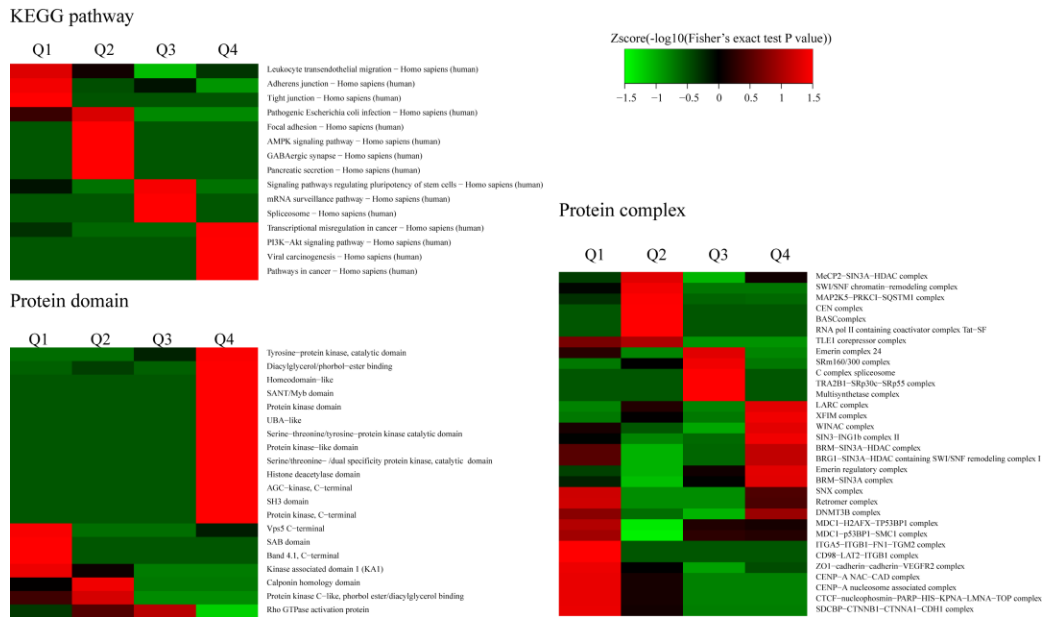 KEGG pathway
Q1 Q2 Q3 Q4
Leukocyte transendothelial migration − Homo sapiens (human)
Adherens junction − Homo sapiens (human)
Tight junction − Homo sapiens (human)
Pathogenic Escherichia coli infection − Homo sapiens (human)
Focal adhesion − Homo sapiens (human)
AMPK signaling pathway − Homo sapiens (human)
GABAergic synapse − Homo sapiens (human)
Pancreatic secretion − Homo sapiens (human)
Signaling pathways regulating pluripotency of stem cells − Homo sapiens (human)
mRNA surveillance pathway − Homo sapiens (human)
Spliceosome − Homo sapiens (human)
Transcriptional misregulation in cancer − Homo sapiens (human)
PI3K−Akt signaling pathway − Homo sapiens (human)
Viral carcinogenesis − Homo sapiens (human)
Pathways in cancer − Homo sapiens (human)
Zscore(-log10(Fisher's exact test P value))
−1.5 −1 −0.5 0 0.5 1 1.5
Protein domain
Q1 Q2 Q3 Q4
Tyrosine−protein kinase, catalytic domain
Diacylglycerol/phorbol−ester binding
Homeodomain−like
SANT/Myb domain
Protein kinase domain
UBA−like
Serine−threonine/tyrosine−protein kinase catalytic domain
Protein kinase−like domain
Serine/threonine− /dual specificity protein kinase, catalytic domain
Histone deacetylase domain
AGC−kinase, C−terminal
SH3 domain
Protein kinase, C−terminal
Vps5 C−terminal
SAB domain
Band 4.1, C−terminal
Kinase associated domain 1 (KA1)
Calponin homology domain
Protein kinase C−like, phorbol ester/diacylglycerol binding
Rho GTPase activation protein
Protein complex
Q1 Q2 Q3 Q4
MeCP2−SIN3A−HDAC complex
SWI/SNF chromatin−remodeling complex
MAP2K5−PRKCI−SQSTM1 complex
CEN complex
BASCcomplex
RNA pol II containing coactivator complex Tat−SF
TLE1 corepressor complex
Emerin complex 24
SRm160/300 complex
C complex spliceosome
TRA2B1−SRp30c−SRp55 complex
Multisynthetase complex
LARC complex
XFIM complex
WINAC complex
SIN3−ING1b complex II
BRM−SIN3A−HDAC complex
BRG1−SIN3A−HDAC containing SWI/SNF remodeling complex I
Emerin regulatory complex
BRM−SIN3A complex
SNX complex
Retromer complex
DNMT3B complex
MDC1−H2AFX−TP53BP1 complex
MDC1−p53BP1−SMC1 complex
ITGA5−ITGB1−FN1−TGM2 complex
CD98−LAT2−ITGB1 complex
ZO1−cadherin−cadherin−VEGFR2 complex
CENP−A NAC−CAD complex
CENP−A nucleosome associated complex
CTCF−nucleophosmin−PARP−HIS−KPNA−LMNA−TOP complex
SDCBP−CTNNB1−CTNNA1−CDH1 complex